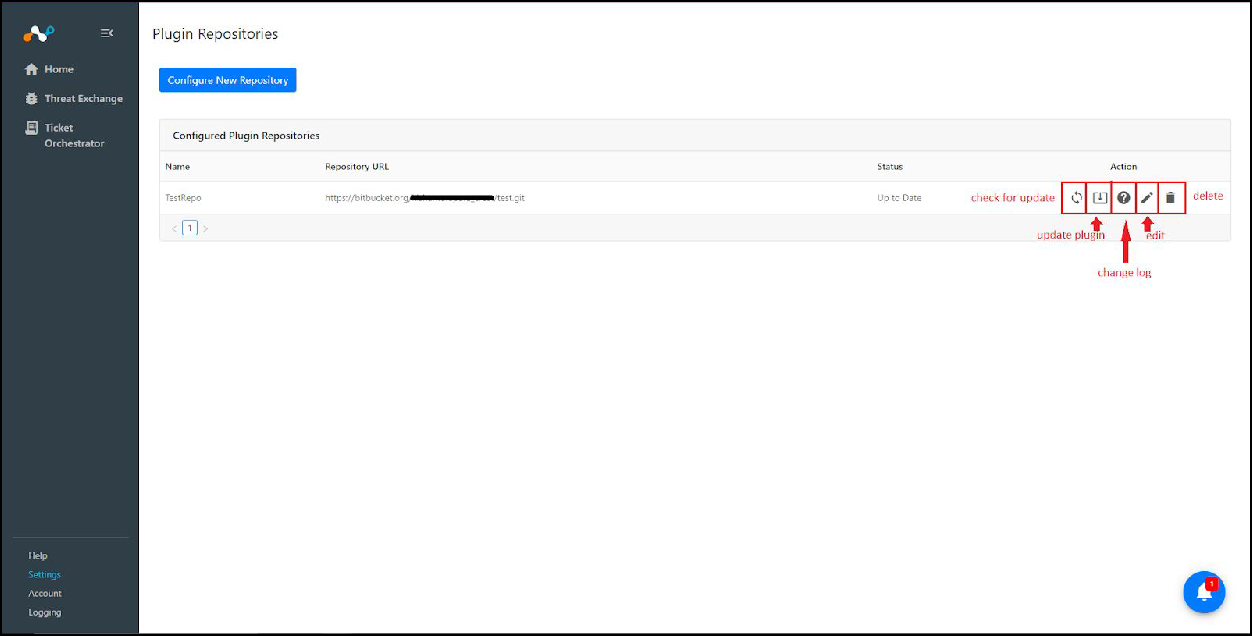 Plugin Repositories
Home
Configure New Repository
Threat Exchange
Ticket
Orchestrator
Configured Plugin Repositories
Name Repository URL Status Action
TestRepo https://bitbucket.org/ /test.git Up to Date check for update delete
< 1 >
update plugin edit
change log
Help
Settings
Account
Logging
1